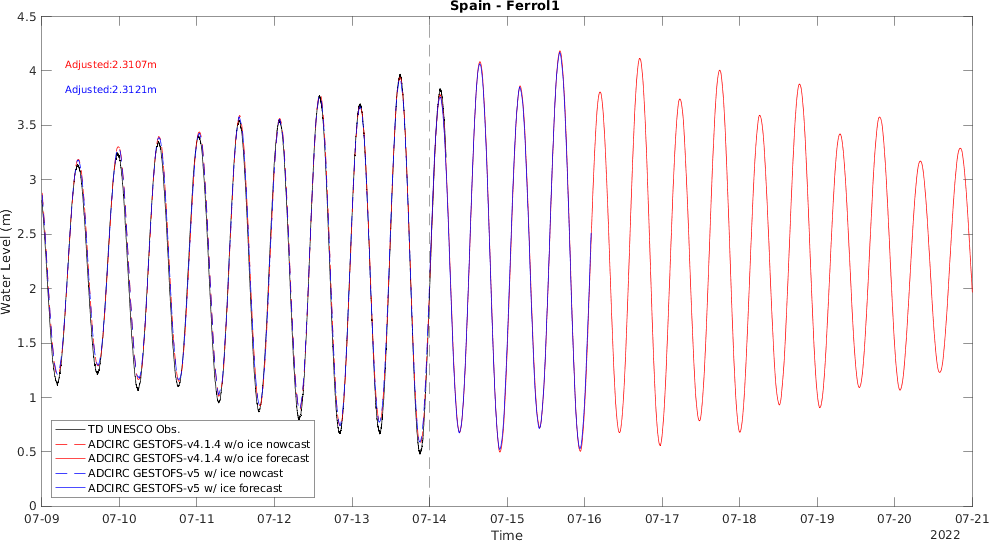 Spain - Ferrol1
4.5
4
3.5
3
2.5
2
1.5
1
0.5
0
Water Level (m)
Adjusted:2.3107m
Adjusted:2.3121m
TD UNESCO Obs.
ADCIRC GESTOFS-v4.1.4 w/o ice nowcast
ADCIRC GESTOFS-v4.1.4 w/o ice forecast
ADCIRC GESTOFS-v5 w/ ice nowcast
ADCIRC GESTOFS-v5 w/ ice forecast
07-09 07-10 07-11 07-12 07-13 07-14 07-15 07-16 07-17 07-18 07-19 07-20 07-21
Time
2022